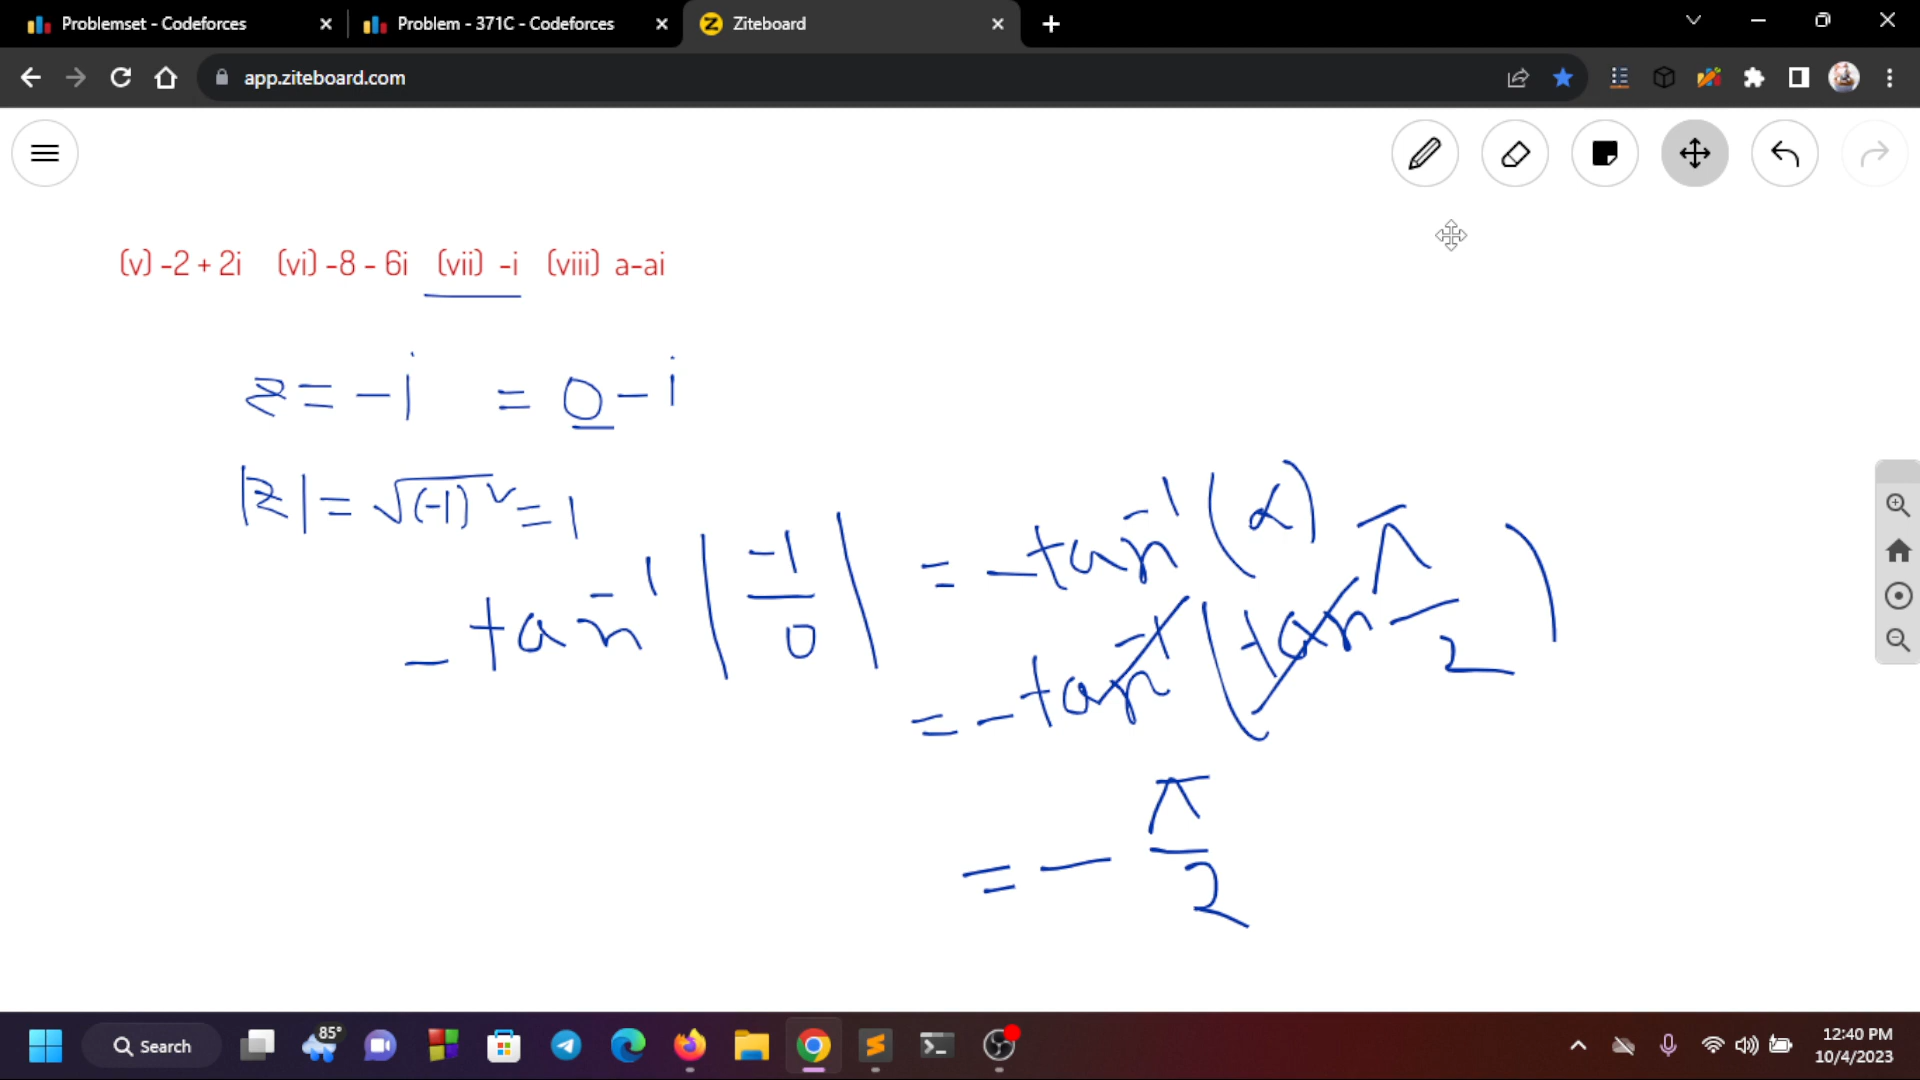 Problemset - Codeforces
Problem - 371C - Codeforces
Ziteboard
app.ziteboard.com
(v) -2 + 2i (vi) -8 - 6i (vii) -i (viii) a-ai
z = -i = 0 - i
|z| = √(-1)² = 1
-tan⁻¹ |-1/0| = -tan⁻¹(α)
= -tan⁻¹(tan π/2)
= - π/2
85°
Search
12:40 PM
10/4/2023